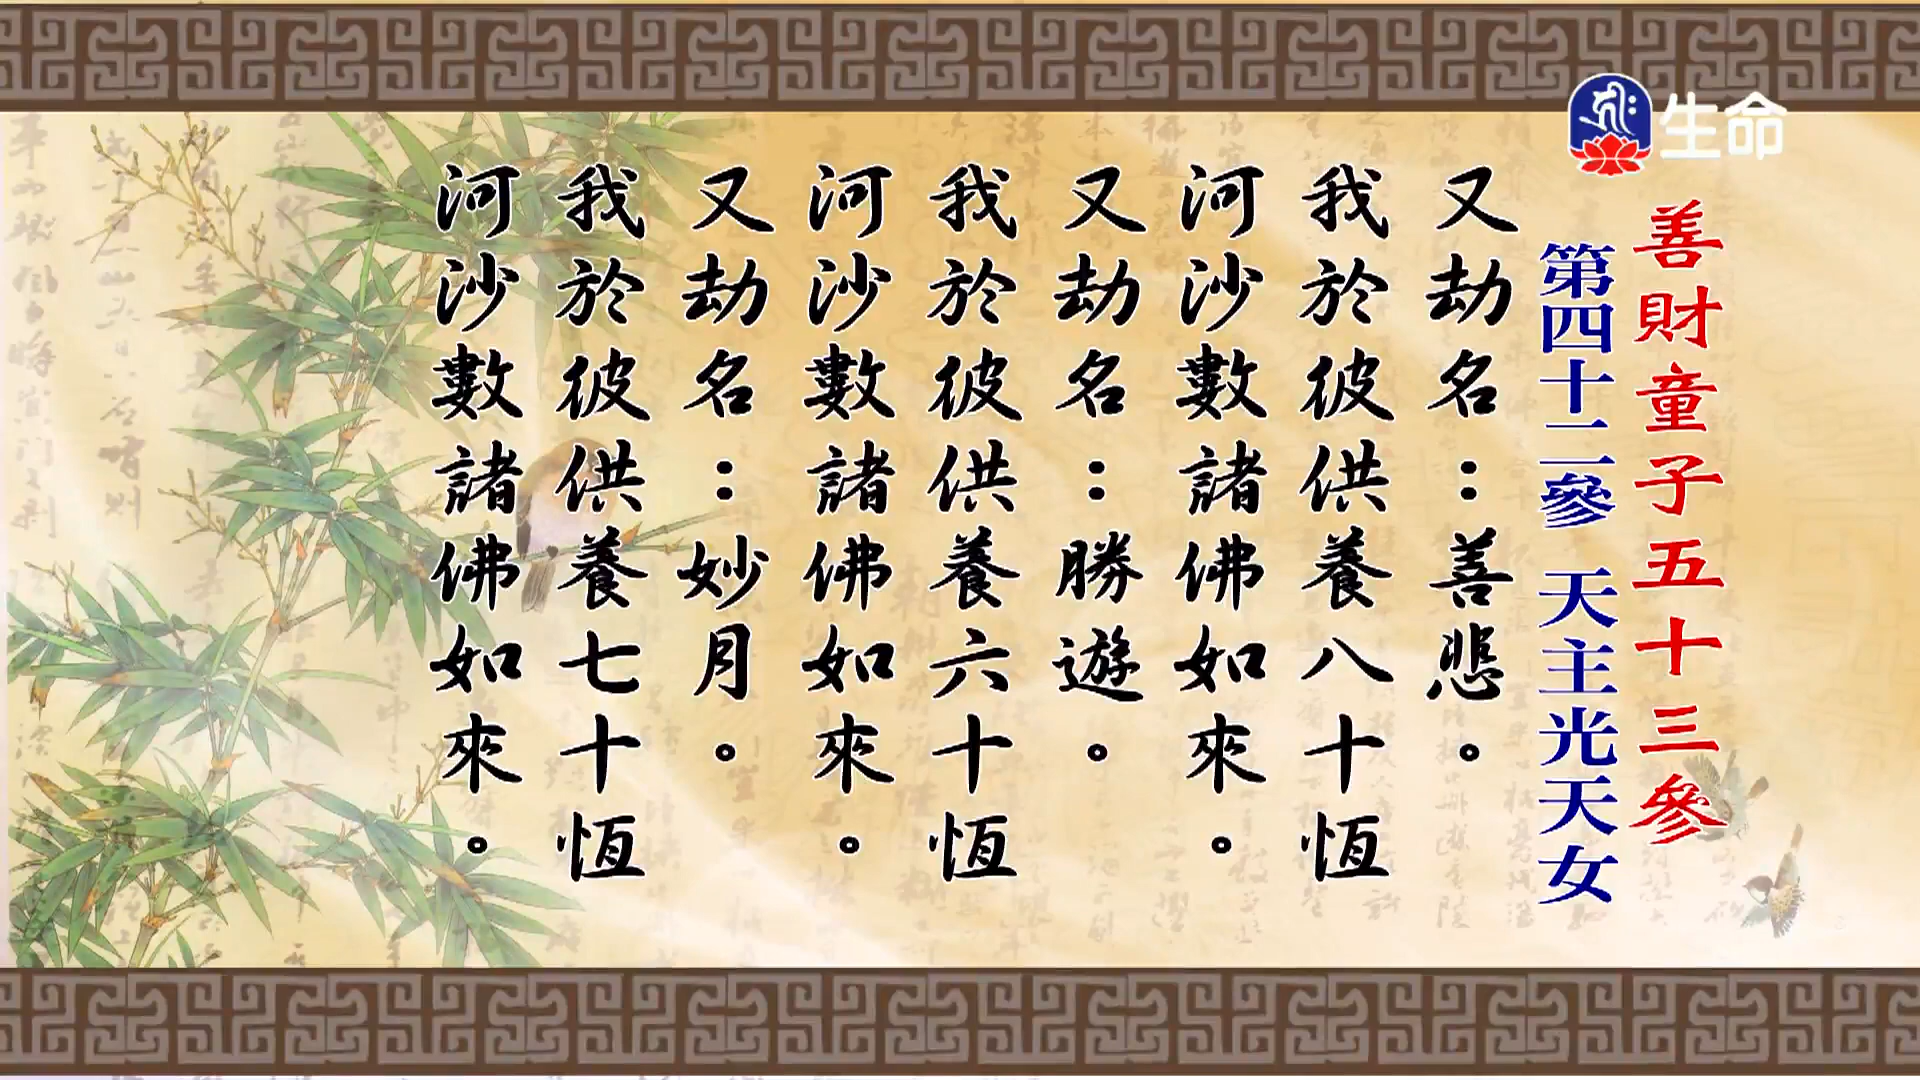 生命
善財童子五十三參
第四十二參 天主光天女
又劫名：善悲。
我於彼供養八十恆
河沙數諸佛如來。
又劫名：勝遊。
我於彼供養六十恆
河沙數諸佛如來。
又劫名：妙月。
我於彼供養七十恆
河沙數諸佛如來。